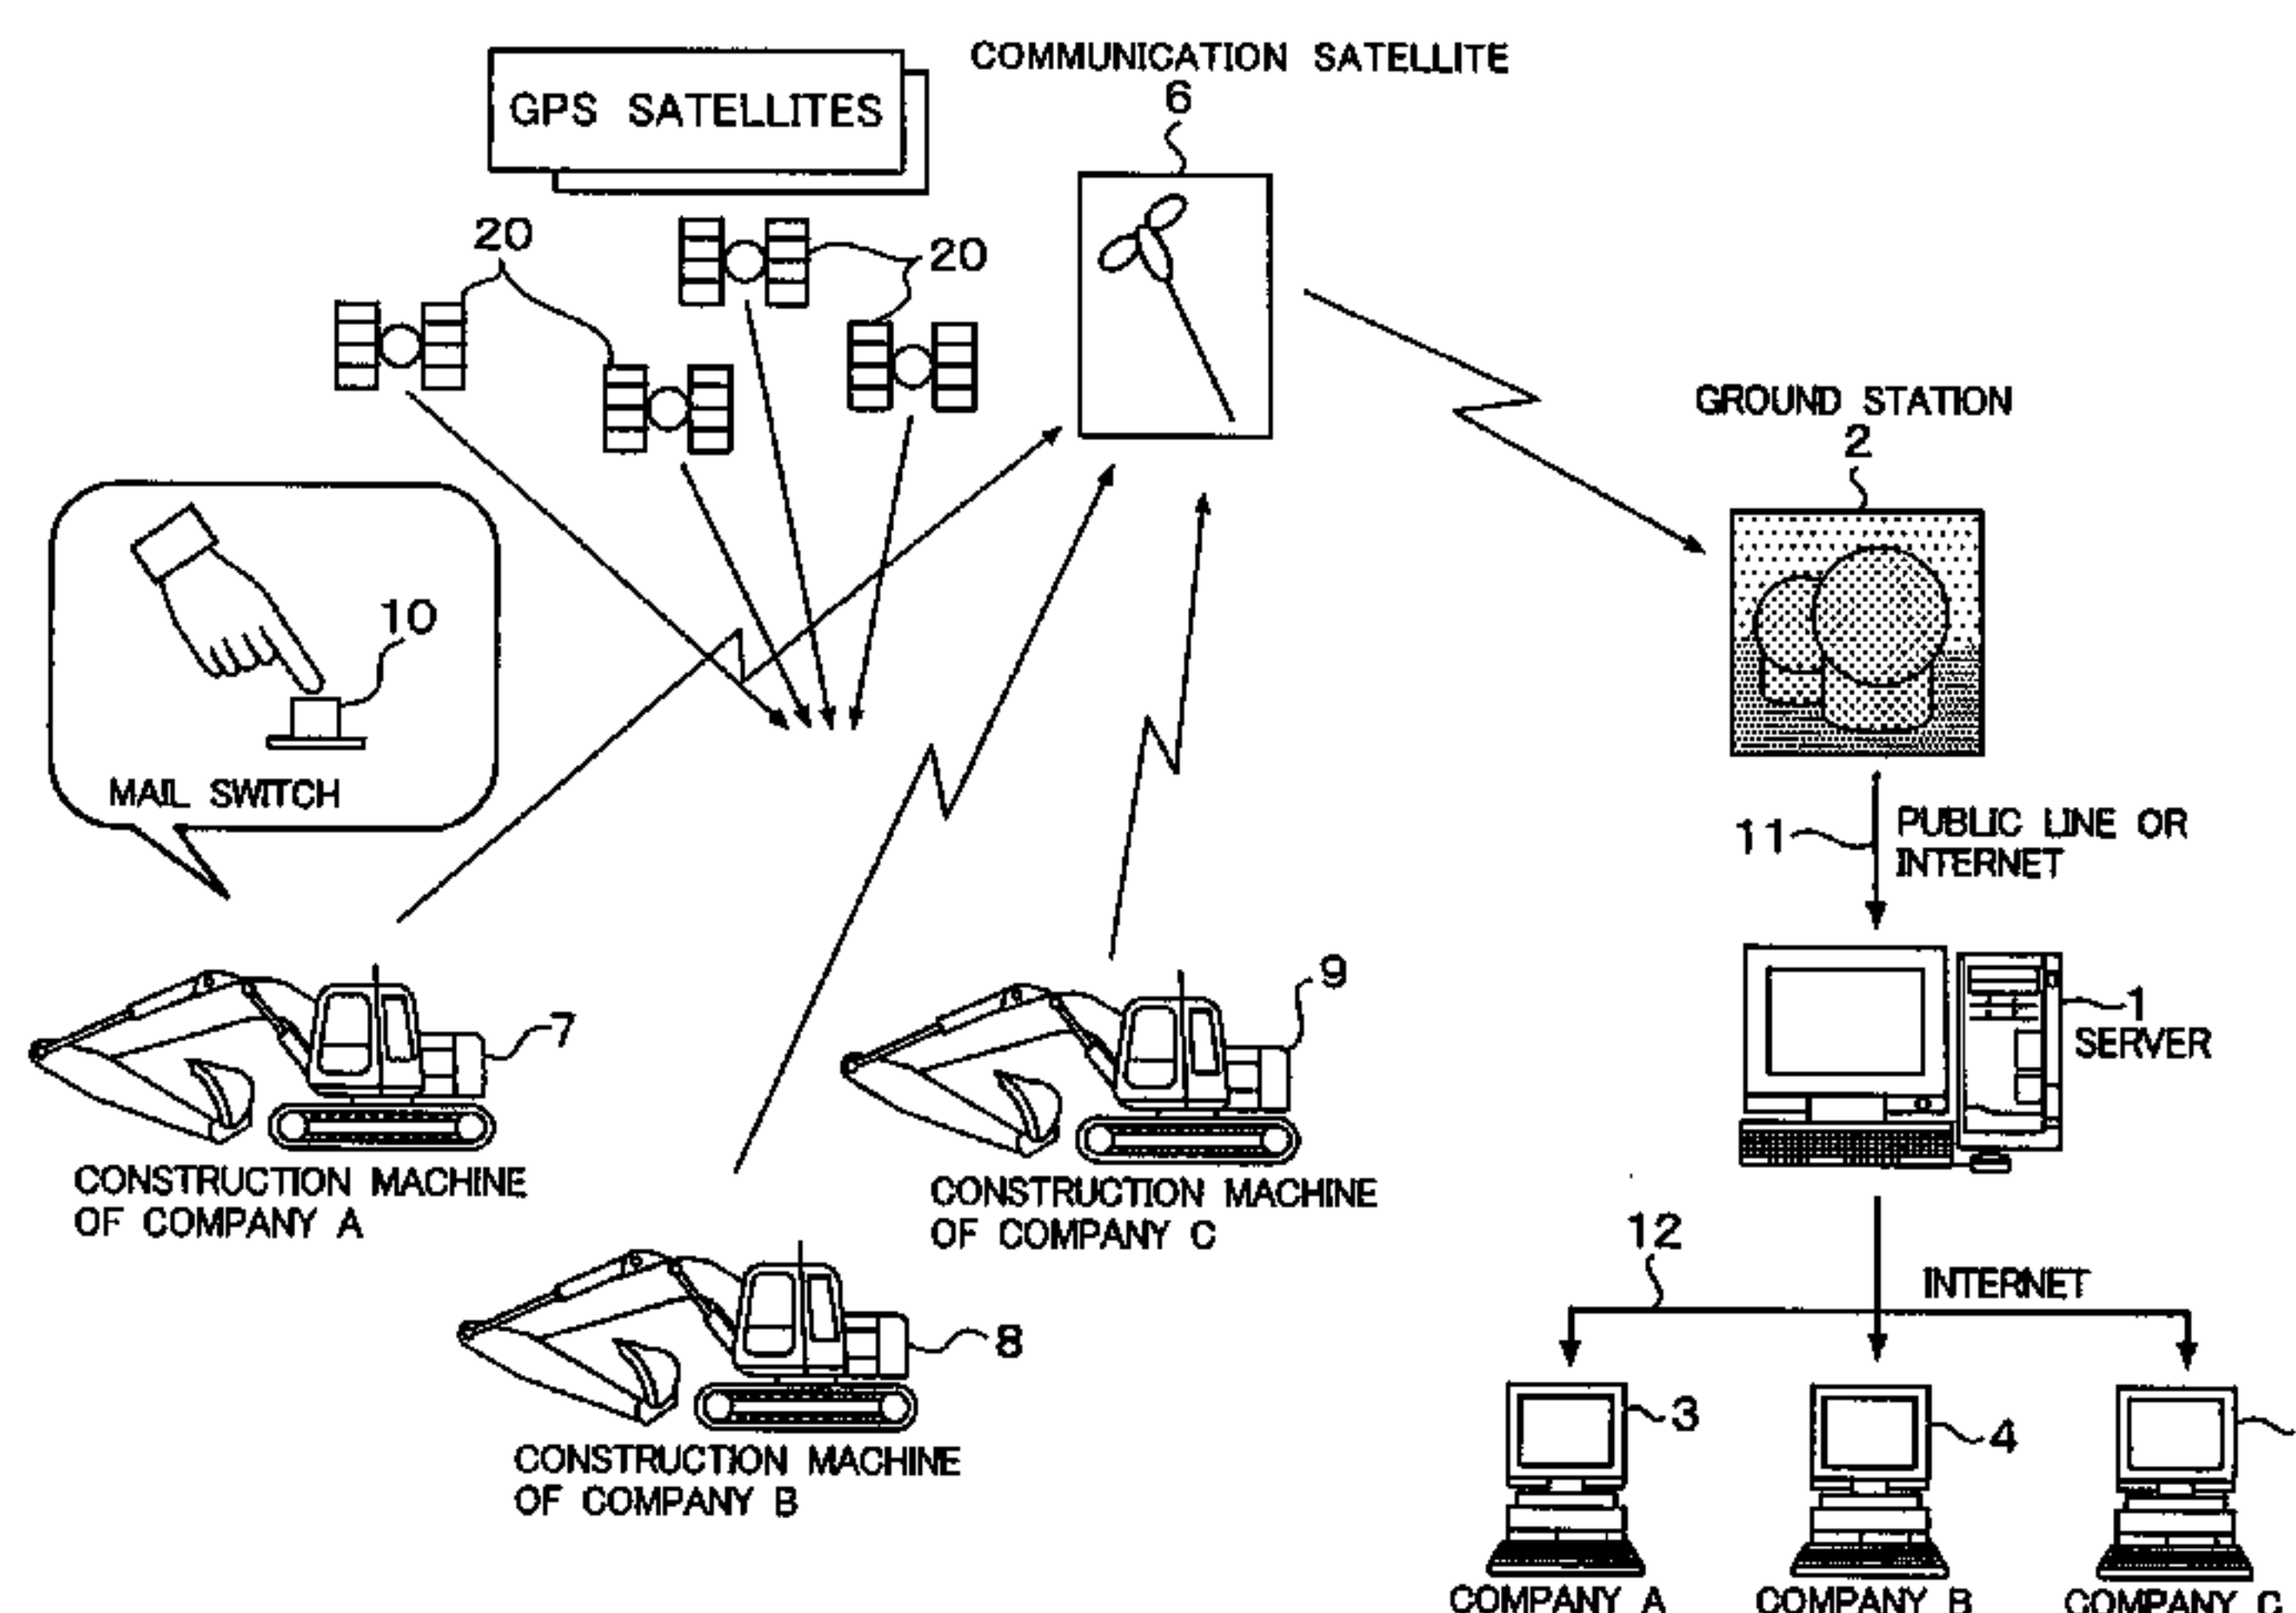 COMMUNICATION SATELLITE
6
GPS SATELLITES
20
20
GROUND STATION
2
10
MAIL SWITCH
11
PUBLIC LINE OR
INTERNET
9
1
SERVER
7
CONSTRUCTION MACHINE
OF COMPANY A
CONSTRUCTION MACHINE
OF COMPANY C
12
INTERNET
8
3
4
CONSTRUCTION MACHINE
OF COMPANY B
COMPANY A
COMPANY B
COMPANY C